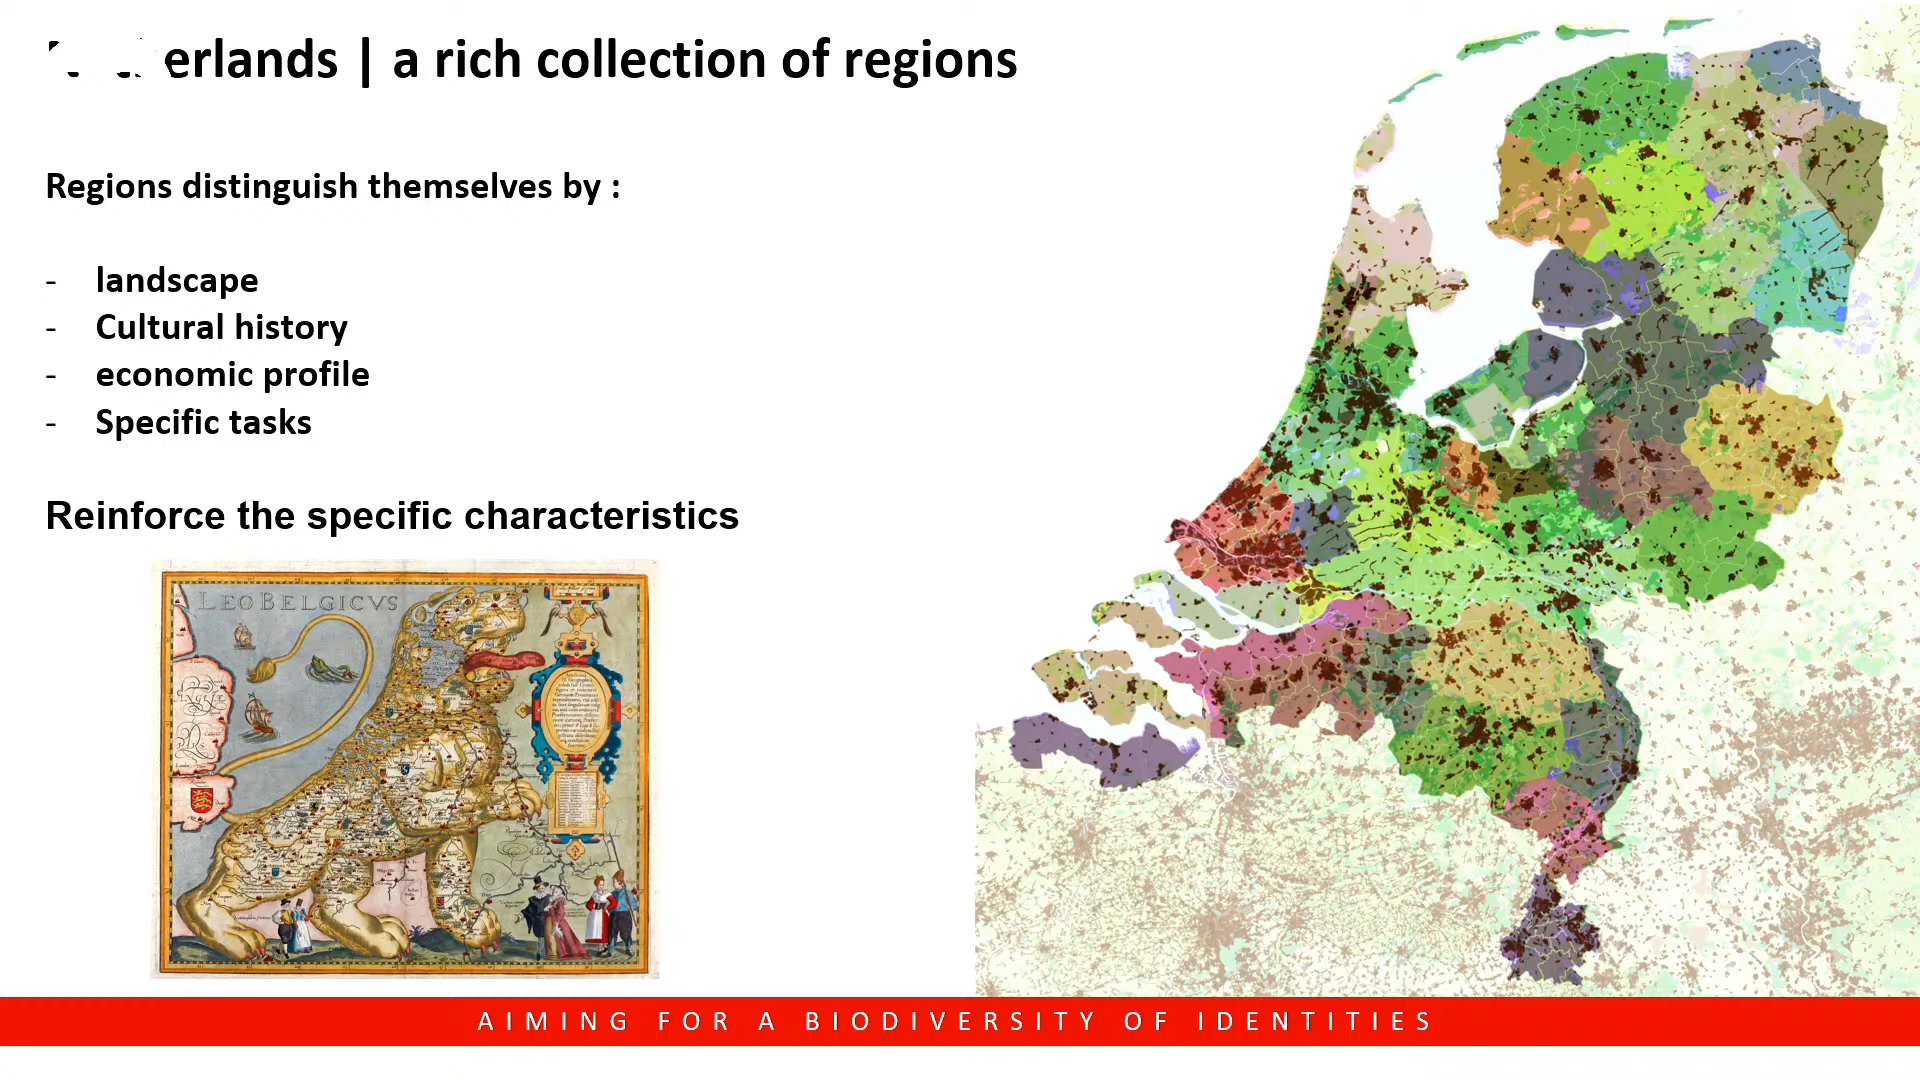 erlands | a rich collection of regions
Regions distinguish themselves by :
- landscape
- Cultural history
- economic profile
- Specific tasks
Reinforce the specific characteristics
LEO BELGICVS
AIMING FOR A BIODIVERSITY OF IDENTITIES